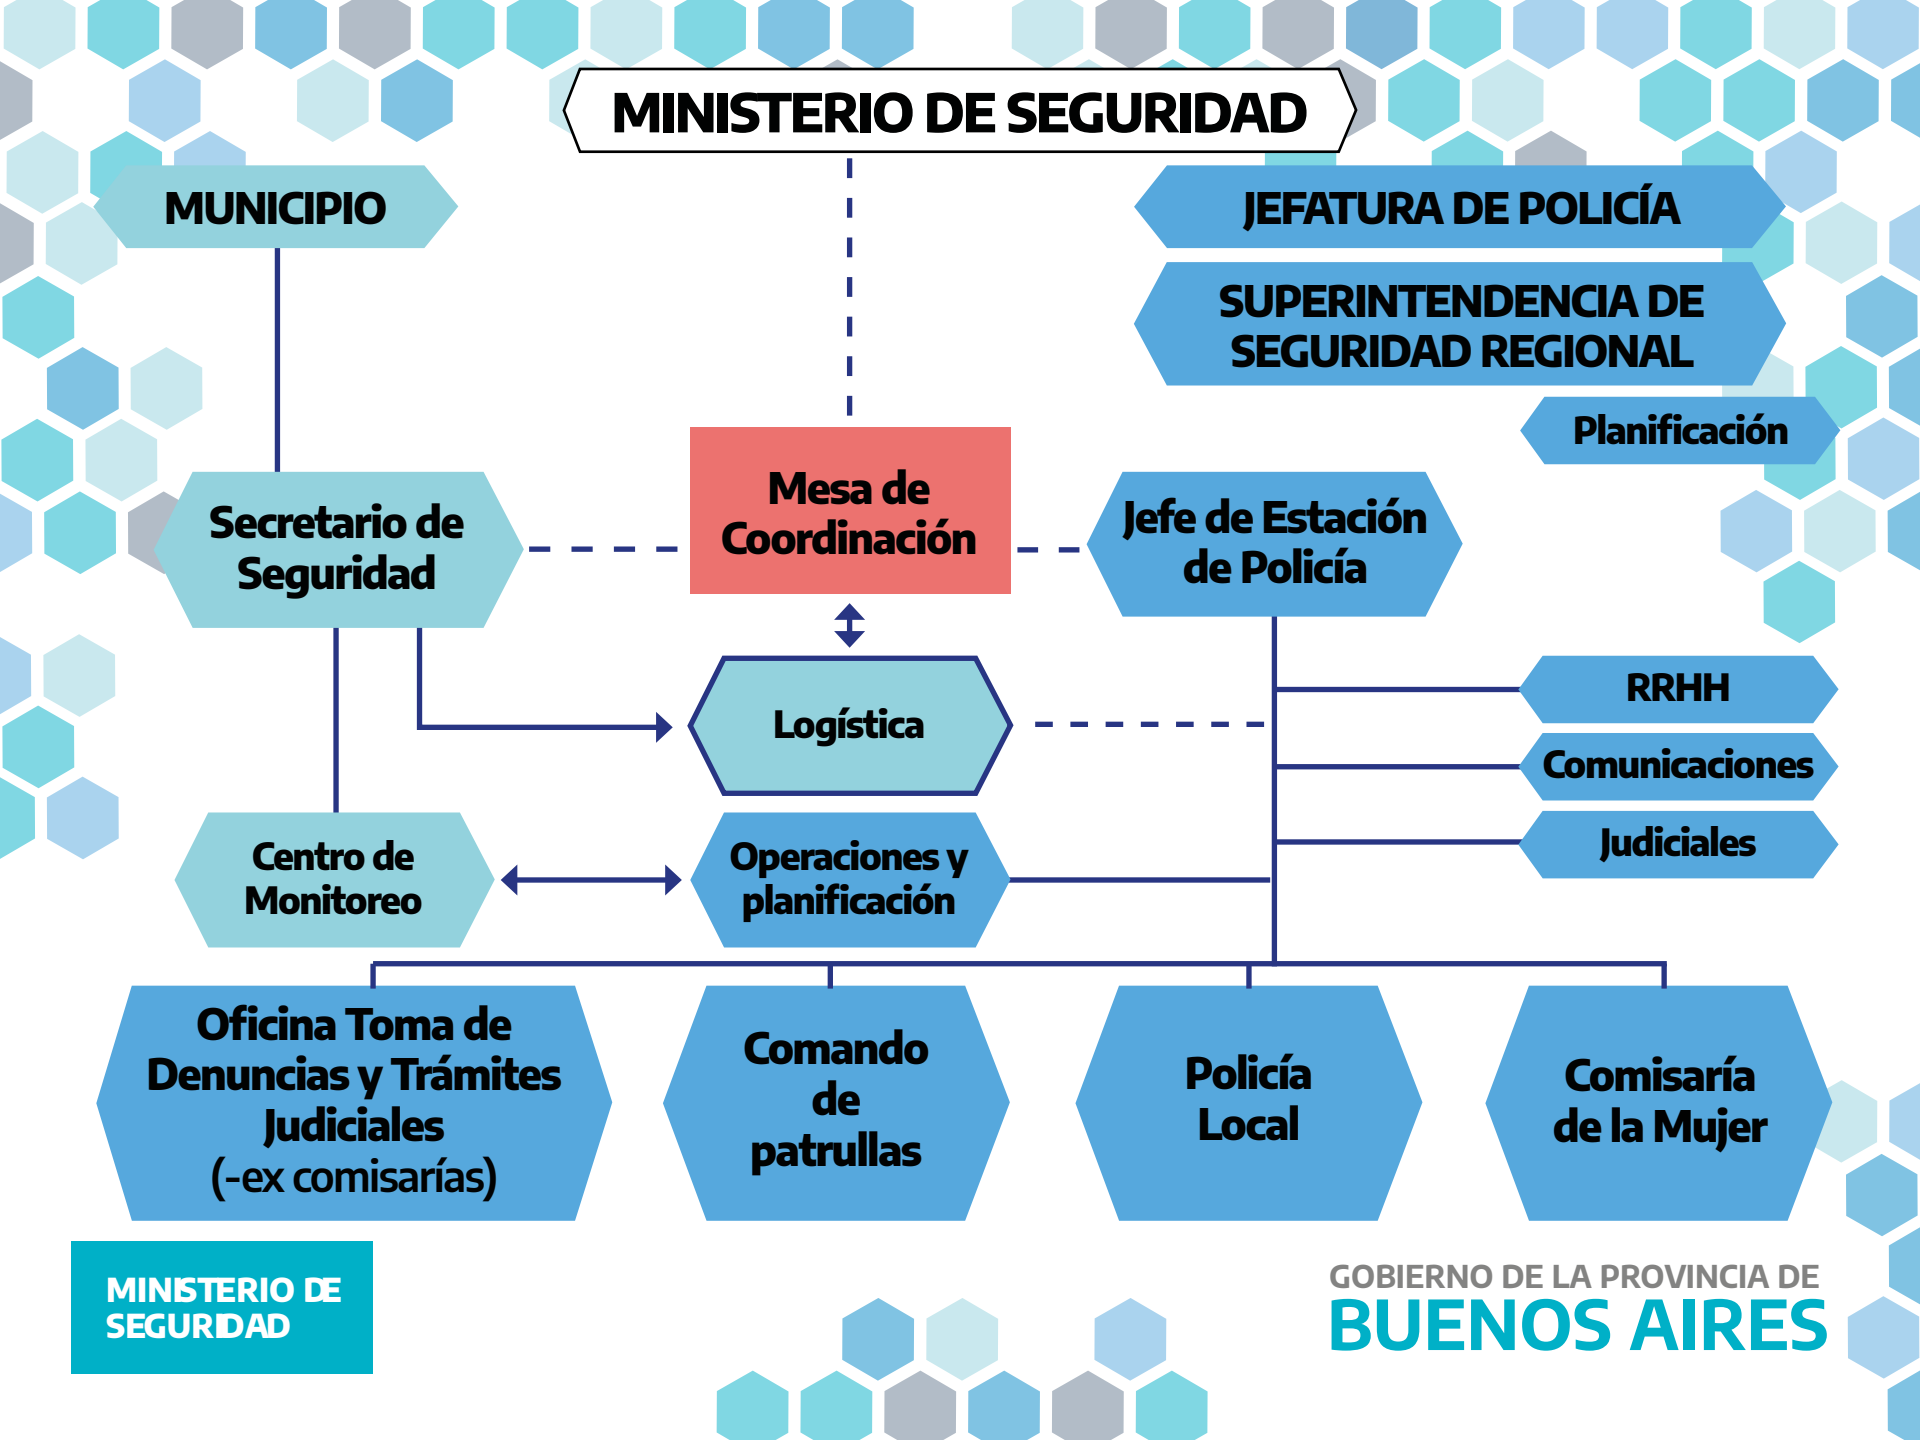 MINISTERIO DE SEGURIDAD
MUNICIPIO
JEFATURA DE POLICÍA
SUPERINTENDENCIA DE
SEGURIDAD REGIONAL
Planificación
Secretario de
Seguridad
Mesa de
Coordinación
Jefe de Estación
de Policía
Logística
RRHH
Comunicaciones
Judiciales
Centro de
Monitoreo
Operaciones y
planificación
Oficina Toma de
Denuncias y Trámites
Judiciales
(-ex comisarías)
Comando
de
patrullas
Policía
Local
Comisaría
de la Mujer
MINISTERIO DE
SEGURIDAD
GOBIERNO DE LA PROVINCIA DE
BUENOS AIRES